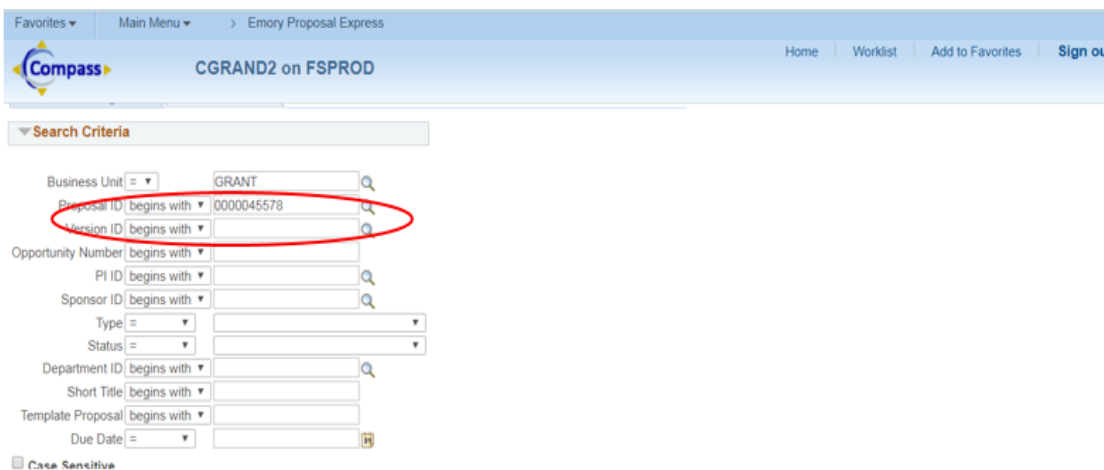 Favorites Main Menu > Emory Proposal Express
Home Worklist Add to Favorites Sign ou
Compass CGRAND2 on FSPROD
Search Criteria
Business Unit = GRANT
Proposal ID begins with 0000045578
Version ID begins with
Opportunity Number begins with
PI ID begins with
Sponsor ID begins with
Type =
Status =
Department ID begins with
Short Title begins with
Template Proposal begins with
Due Date =
Case Sensitive